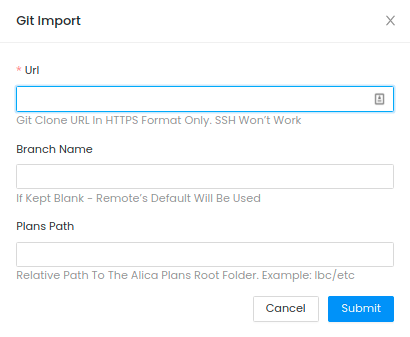 Git Import
* Url
Git Clone URL In HTTPS Format Only. SSH Won't Work
Branch Name
If Kept Blank - Remote's Default Will Be Used
Plans Path
Relative Path To The Alica Plans Root Folder. Example: lbc/etc
Cancel Submit